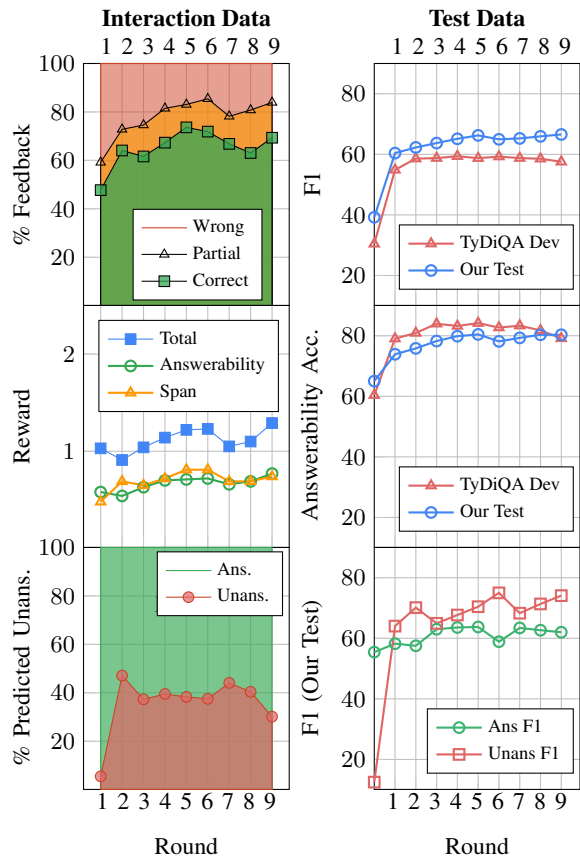 Interaction Data
Test Data
1 2 3 4 5 6 7 8 9
1 2 3 4 5 6 7 8 9
% Feedback
100
80
60
40
20
Wrong
Partial
Correct
F1
80
60
40
20
TyDiQA Dev
Our Test
Reward
2
1
Total
Answerability
Span
Answerability Acc.
80
60
40
20
TyDiQA Dev
Our Test
% Predicted Unans.
100
80
60
40
20
Ans.
Unans.
F1 (Our Test)
80
60
40
20
Ans F1
Unans F1
1 2 3 4 5 6 7 8 9
1 2 3 4 5 6 7 8 9
Round
Round